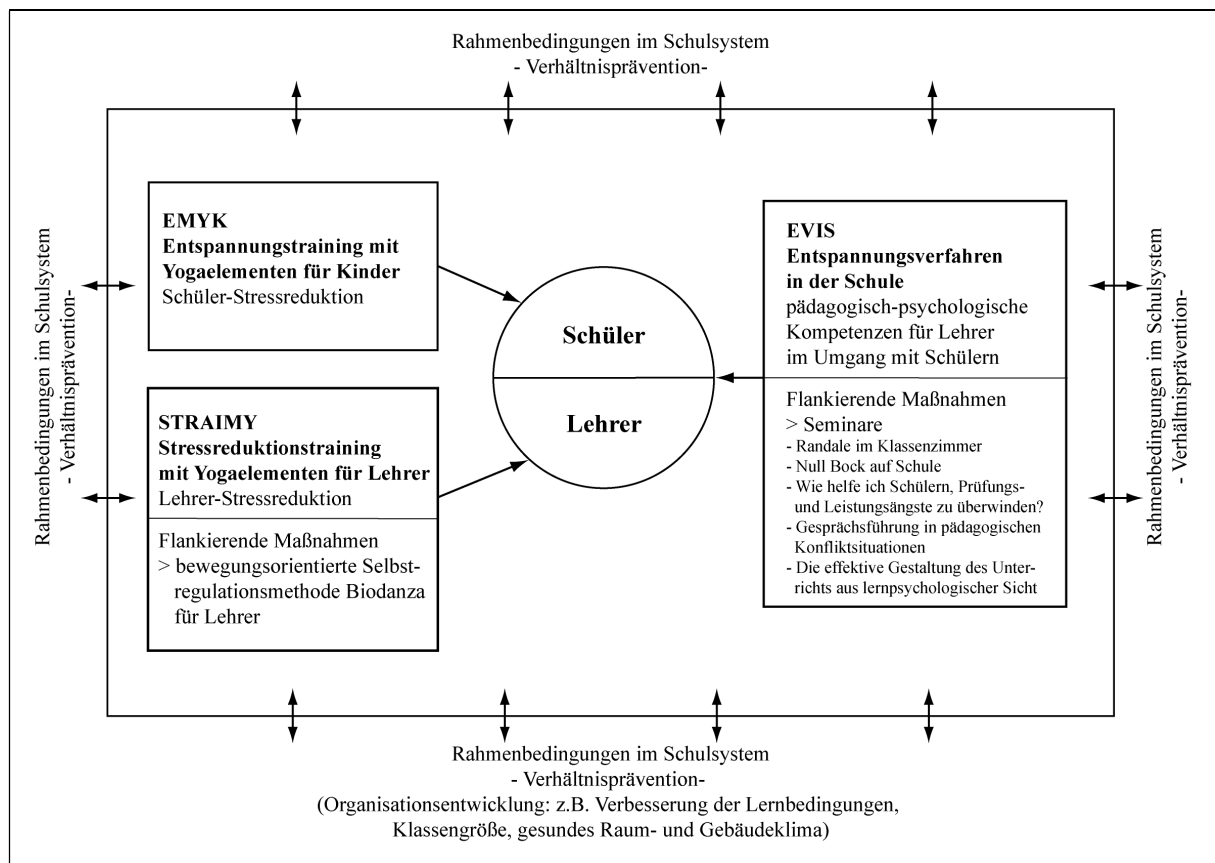 Rahmenbedingungen im Schulsystem
- Verhältnisprävention-
Rahmenbedingungen im Schulsystem
- Verhältnisprävention-
EMYK
Entspannungstraining mit
Yogaelementen für Kinder
Schüler-Stressreduktion
STRAIMY
Stressreduktionstraining
mit Yogaelementen für Lehrer
Lehrer-Stressreduktion
Flankierende Maßnahmen
> bewegungsorientierte Selbst-
regulationsmethode Biodanza
für Lehrer
Schüler
Lehrer
EVIS
Entspannungsverfahren
in der Schule
pädagogisch-psychologische
Kompetenzen für Lehrer
im Umgang mit Schülern
Flankierende Maßnahmen
> Seminare
- Randale im Klassenzimmer
- Null Bock auf Schule
- Wie helfe ich Schülern, Prüfungs-
und Leistungsängste zu überwinden?
- Gesprächsführung in pädagogischen
Konfliktsituationen
- Die effektive Gestaltung des Unter-
richts aus lernpsychologischer Sicht
Rahmenbedingungen im Schulsystem
- Verhältnisprävention-
Rahmenbedingungen im Schulsystem
- Verhältnisprävention-
(Organisationsentwicklung: z.B. Verbesserung der Lernbedingungen,
Klassengröße, gesundes Raum- und Gebäudeklima)